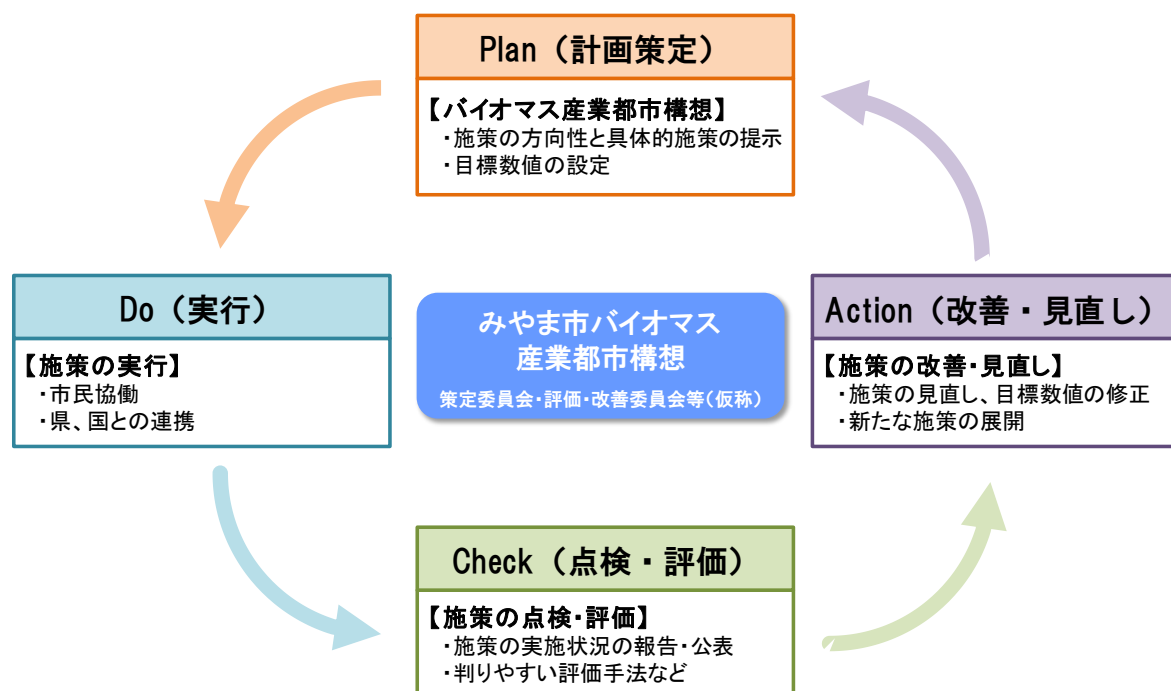 Plan（計画策定）
【バイオマス産業都市構想】
・施策の方向性と具体的施策の提示
・目標数値の設定
Do（実行）
【施策の実行】
・市民協働
・県、国との連携
みやま市バイオマス
産業都市構想
策定委員会・評価・改善委員会等（仮称）
Action（改善・見直し）
【施策の改善・見直し】
・施策の見直し、目標数値の修正
・新たな施策の展開
Check（点検・評価）
【施策の点検・評価】
・施策の実施状況の報告・公表
・判りやすい評価手法など